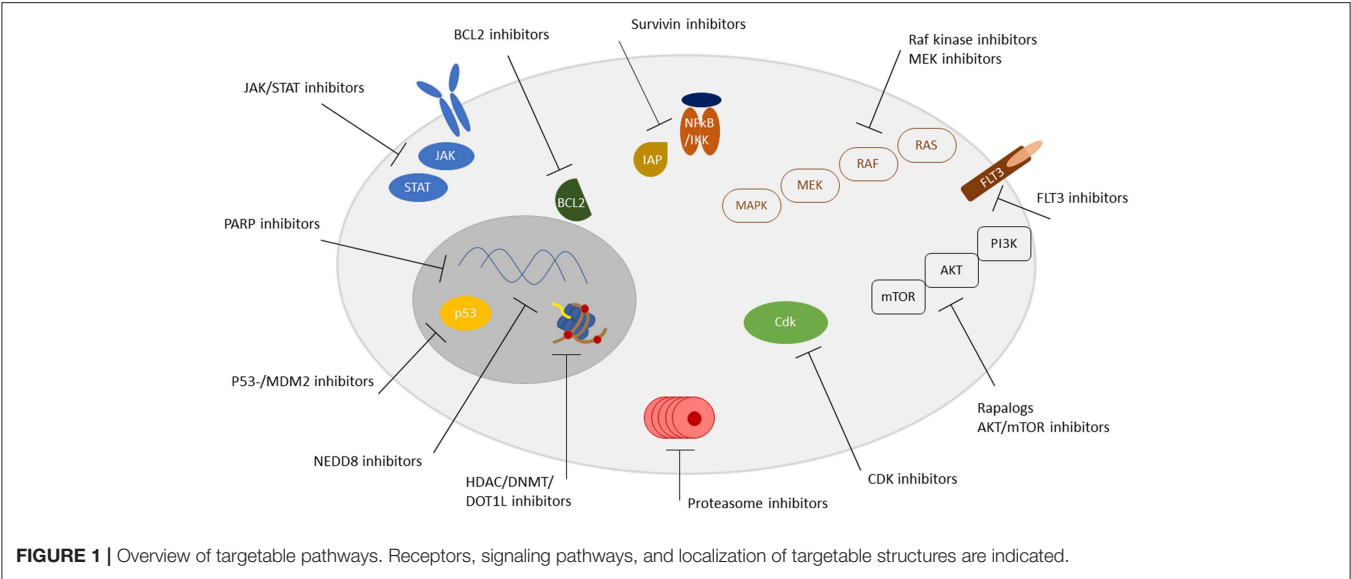 Survivin inhibitors
BCL2 inhibitors
Raf kinase inhibitors
MEK inhibitors
JAK/STAT inhibitors
NFkB
/IKK
RAS
JAK
IAP
RAF
STAT
MEK
FLT3
BCL2
MAPK
FLT3 inhibitors
PARP inhibitors
PI3K
AKT
mTOR
p53
Cdk
P53-/MDM2 inhibitors
Rapalogs
AKT/mTOR inhibitors
NEDD8 inhibitors
HDAC/DNMT/
DOT1L inhibitors
CDK inhibitors
Proteasome inhibitors
FIGURE 1 | Overview of targetable pathways. Receptors, signaling pathways, and localization of targetable structures are indicated.